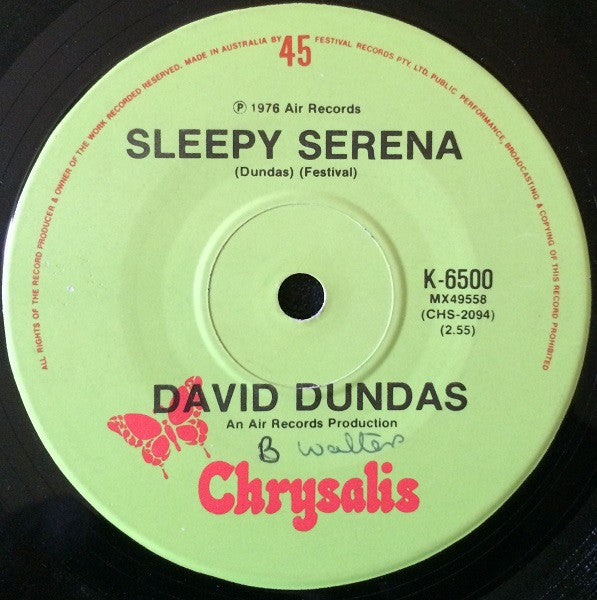 ALL RIGHTS OF THE RECORD PRODUCER & OWNER OF THE WORK RECORDED RESERVED. MADE IN AUSTRALIA BY FESTIVAL RECORDS PTY. LTD. PUBLIC PERFORMANCE, BROADCASTING & COPYING OF THIS RECORD PROHIBITED
45
℗ 1976 Air Records
SLEEPY SERENA
(Dundas) (Festival)
K-6500
MX49558
(CHS-2094)
(2.55)
DAVID DUNDAS
An Air Records Production
B Walters
Chrysalis